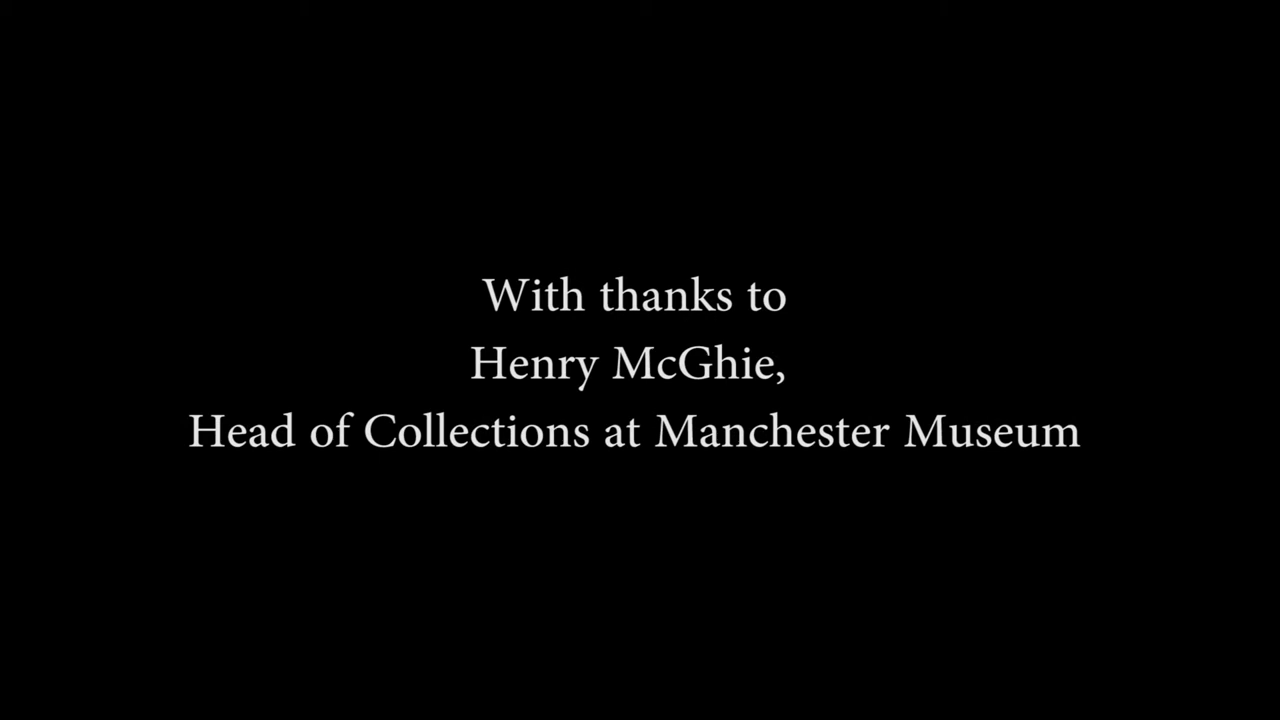 With thanks to
Henry McGhie,
Head of Collections at Manchester Museum